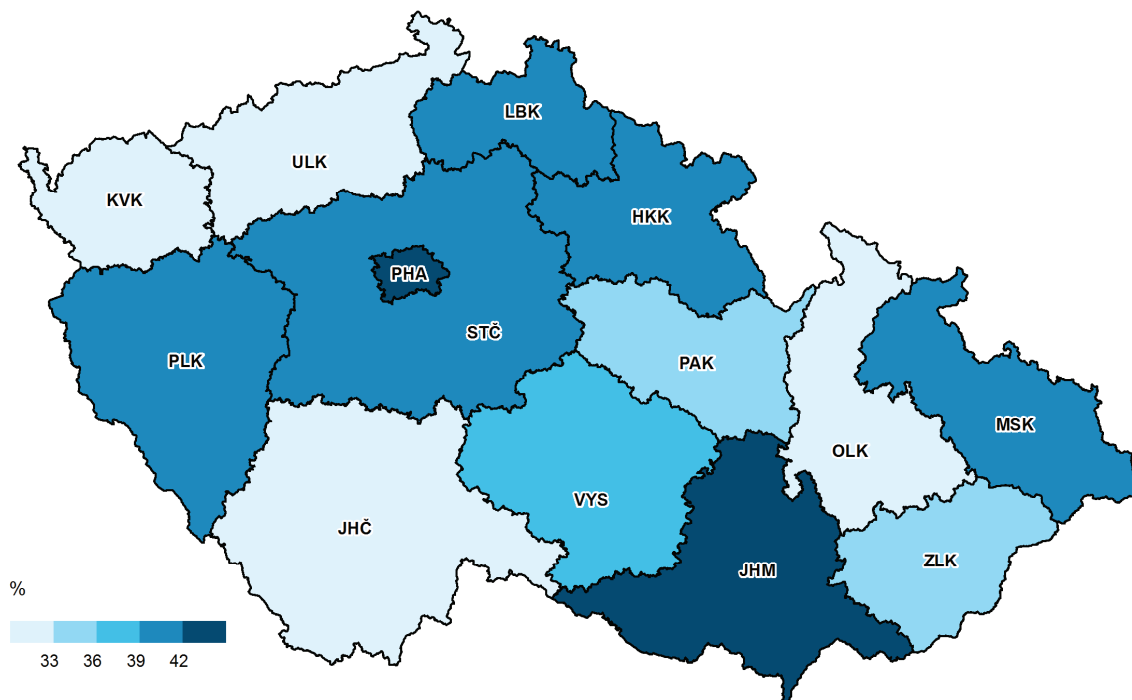 LBK
ULK
KVK
HKK
PHA
STČ
PLK
PAK
MSK
OLK
VYS
JHČ
ZLK
JHM
%
33 36 39 42